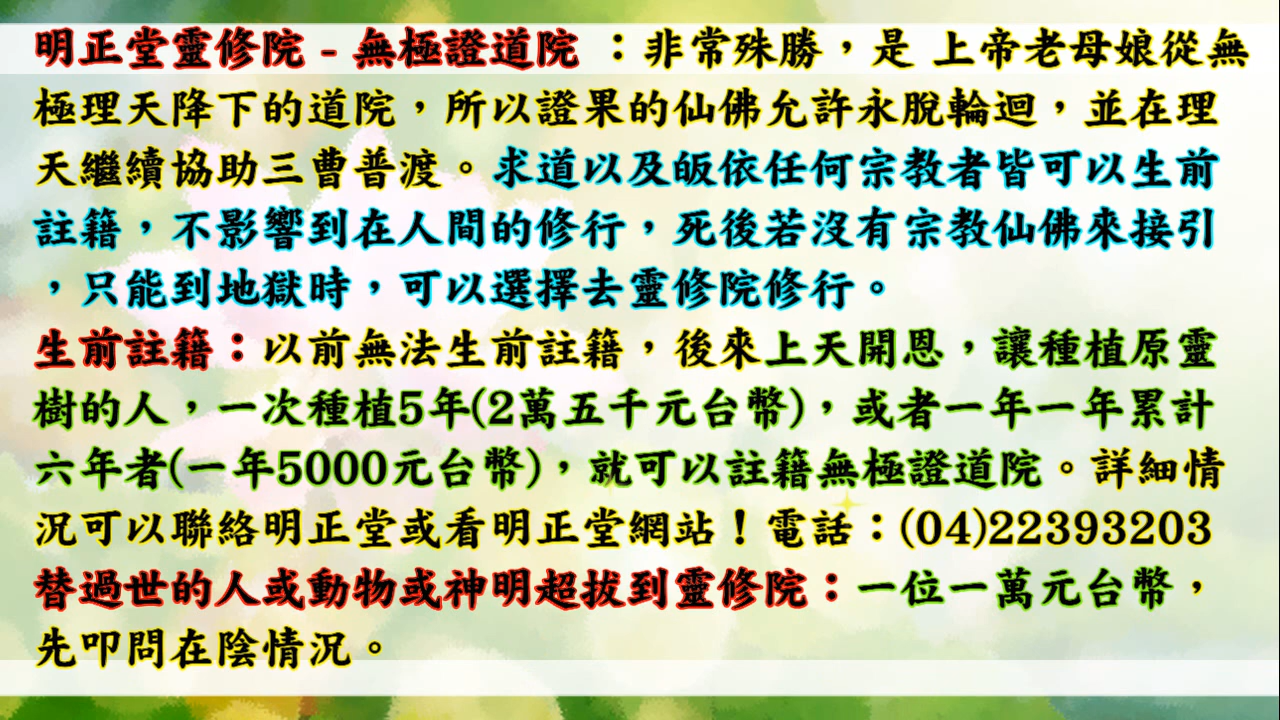 明正堂靈修院 - 無極證道院 ：非常殊勝，是 上帝老母娘從無
極理天降下的道院，所以證果的仙佛允許永脫輪迴，並在理
天繼續協助三曹普渡。求道以及皈依任何宗教者皆可以生前
註籍，不影響到在人間的修行，死後若沒有宗教仙佛來接引
，只能到地獄時，可以選擇去靈修院修行。
生前註籍：以前無法生前註籍，後來上天開恩，讓種植原靈
樹的人，一次種植5年(2萬五千元台幣)，或者一年一年累計
六年者(一年5000元台幣)，就可以註籍無極證道院。詳細情
況可以聯絡明正堂或看明正堂網站！電話：(04)22393203
替過世的人或動物或神明超拔到靈修院：一位一萬元台幣，
先叩問在陰情況。